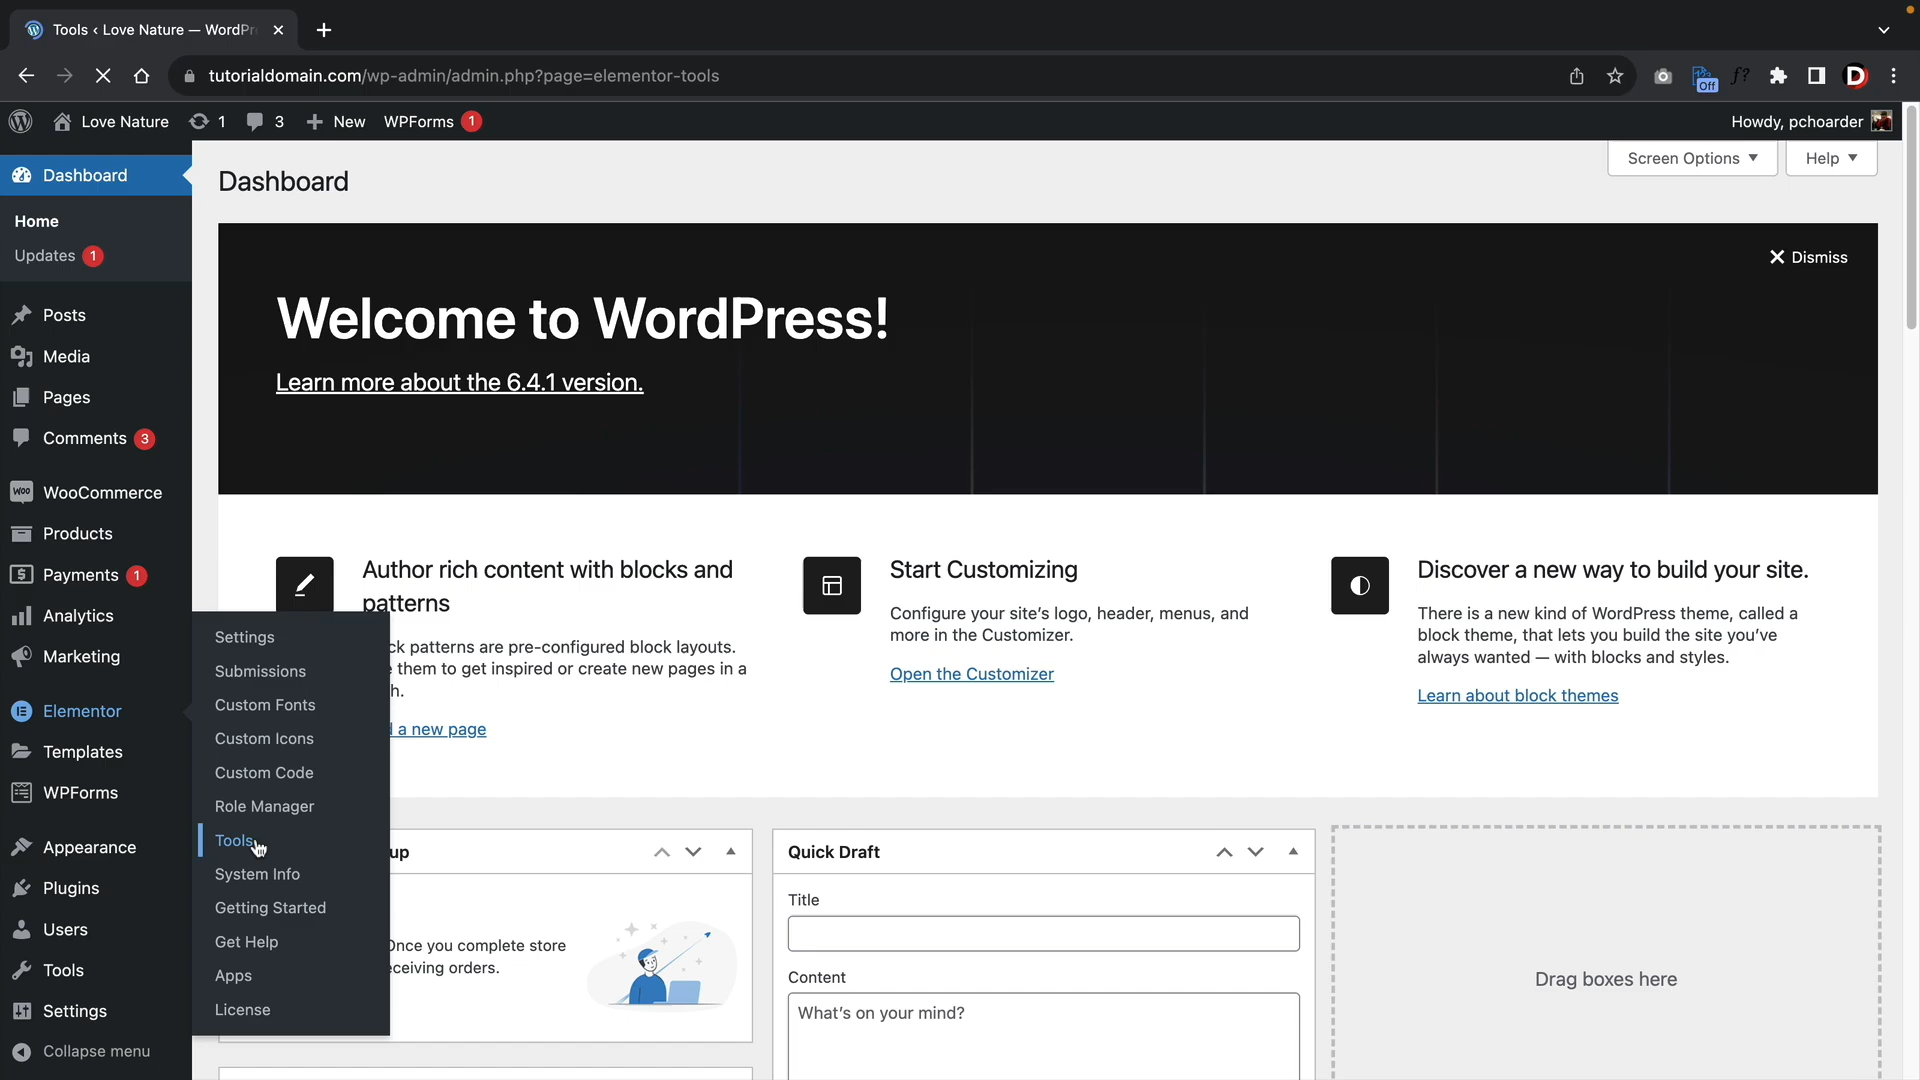 Tools ‹ Love Nature — WordPr
tutorialdomain.com/wp-admin/admin.php?page=elementor-tools
Off
f?
D
Love Nature
1
3
New
WPForms 1
Howdy, pchoarder
Dashboard
Home
Updates 1
Posts
Media
Pages
Comments 3
Woo
WooCommerce
Products
Payments 1
Analytics
Marketing
Elementor
Templates
WPForms
Appearance
Plugins
Users
Tools
Settings
Collapse menu
Settings
Submissions
Custom Fonts
Custom Icons
Custom Code
Role Manager
Tools
System Info
Getting Started
Get Help
Apps
License
Dashboard
Screen Options
Help
Dismiss
Welcome to WordPress!
Learn more about the 6.4.1 version.
Author rich content with blocks and
patterns
ck patterns are pre-configured block layouts.
them to get inspired or create new pages in a
h.
a new page
Start Customizing
Configure your site's logo, header, menus, and
more in the Customizer.
Open the Customizer
Discover a new way to build your site.
There is a new kind of WordPress theme, called a
block theme, that lets you build the site you've
always wanted — with blocks and styles.
Learn about block themes
up
Once you complete store
ceiving orders.
Quick Draft
Title
Content
What's on your mind?
Drag boxes here